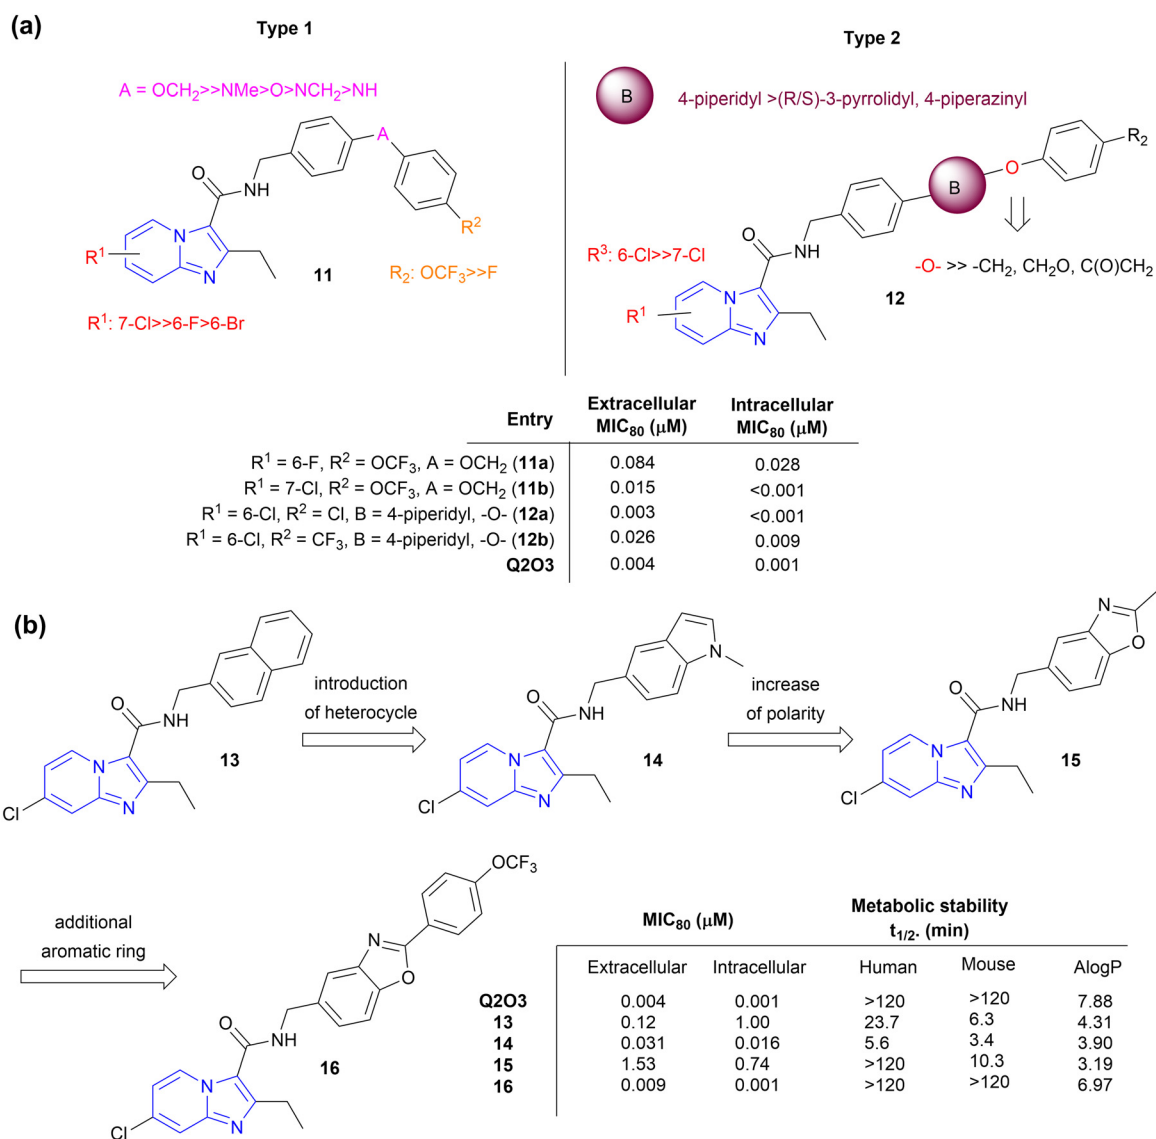 (a)
Type 1
A = OCH₂>>NMe>O>NCH₂>NH
A
O
NH
N
N
R¹
R²
R₂: OCF₃>>F
11
R¹: 7-Cl>>6-F>6-Br
Type 2
B
4-piperidyl >(R/S)-3-pyrrolidyl, 4-piperazinyl
R₂
O
B
O
NH
R³: 6-Cl>>7-Cl
-O- >> -CH₂, CH₂O, C(O)CH₂
12
N
R¹
N
Entry Extracellular MIC₈₀ (μM) Intracellular MIC₈₀ (μM)
R¹ = 6-F, R² = OCF₃, A = OCH₂ (11a) 0.084 0.028
R¹ = 7-Cl, R² = OCF₃, A = OCH₂ (11b) 0.015 <0.001
R¹ = 6-Cl, R² = Cl, B = 4-piperidyl, -O- (12a) 0.003 <0.001
R¹ = 6-Cl, R² = CF₃, B = 4-piperidyl, -O- (12b) 0.026 0.009
Q2O3 0.004 0.001
(b)
O
NH
N
N
Cl
13
introduction
of heterocycle
N
O
NH
N
N
Cl
14
increase
of polarity
N
O
O
NH
N
N
Cl
15
additional
aromatic ring
OCF₃
N
O
O
NH
N
N
Cl
16
MIC₈₀ (μM)
Metabolic stability
t₁/₂. (min)
Extracellular Intracellular Human Mouse AlogP
Q2O3 0.004 0.001 >120 >120 7.88
13 0.12 1.00 23.7 6.3 4.31
14 0.031 0.016 5.6 3.4 3.90
15 1.53 0.74 >120 10.3 3.19
16 0.009 0.001 >120 >120 6.97